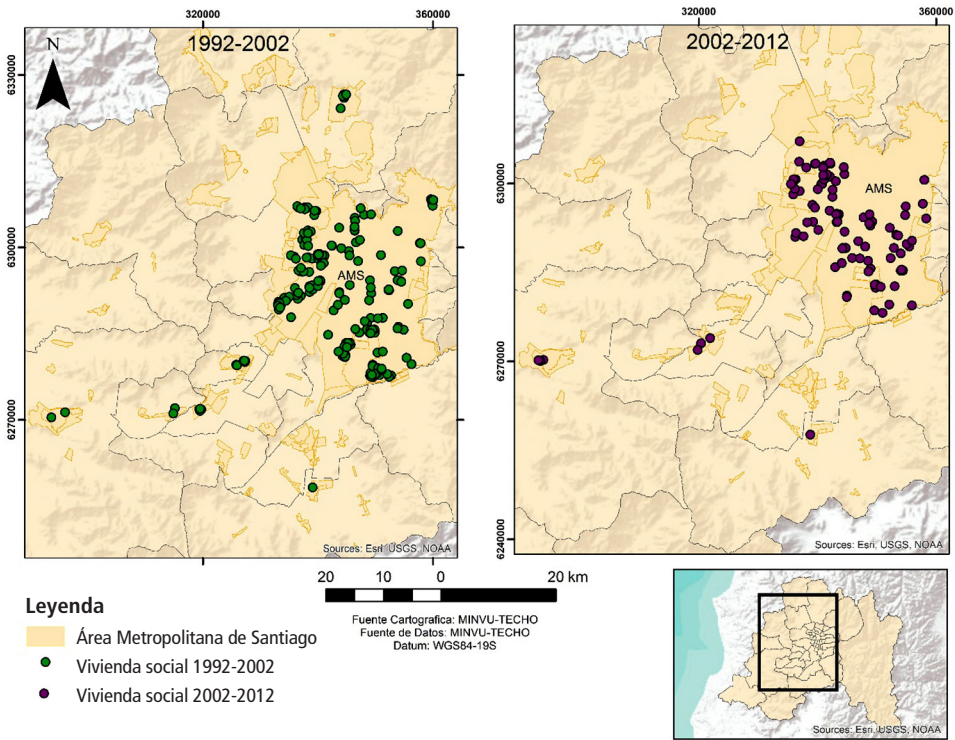 320000
360000
1992-2002
N
6330000
6300000
6270000
AMS
Sources: Esri, USGS, NOAA
320000
360000
2002-2012
6300000
6270000
6240000
AMS
Sources: Esri, USGS, NOAA
20 10 0 20 km
Fuente Cartografica: MINVU-TECHO
Fuente de Datos: MINVU-TECHO
Datum: WGS84-19S
Leyenda
Área Metropolitana de Santiago
Vivienda social 1992-2002
Vivienda social 2002-2012
Sources: Esri, USGS, NOAA